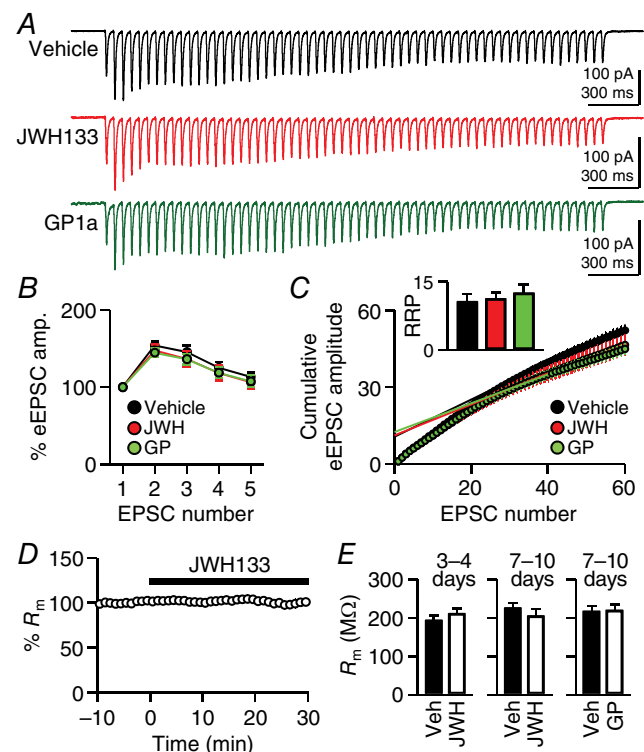 A
Vehicle
100 pA
300 ms
JWH133
100 pA
300 ms
GP1a
100 pA
300 ms
B
% eEPSC amp.
200
100
0
Vehicle
JWH
GP
1 2 3 4 5
EPSC number
C
Cumulative
eEPSC amplitude
60
30
0
RRP
15
0
Vehicle
JWH
GP
0 20 40 60
EPSC number
D
% Rm
150
100
50
0
JWH133
−10 0 10 20 30
Time (min)
E
Rm (MΩ)
300
200
100
0
3–4
days
7–10
days
7–10
days
Veh
JWH
Veh
JWH
Veh
GP